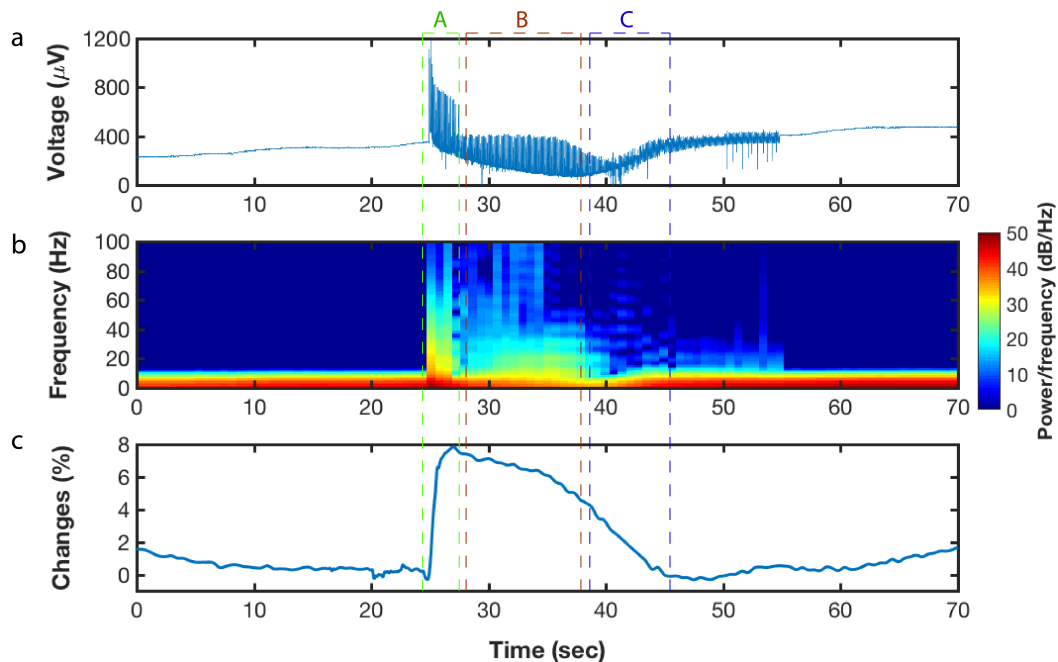 A B C
a
Voltage (μV)
1200
800
400
0
0 10 20 30 40 50 60 70
b
Frequency (Hz)
100
80
60
40
20
0
0 10 20 30 40 50 60 70
50
40
30
20
10
0
Power/frequency (dB/Hz)
c
Changes (%)
8
6
4
2
0
0 10 20 30 40 50 60 70
Time (sec)